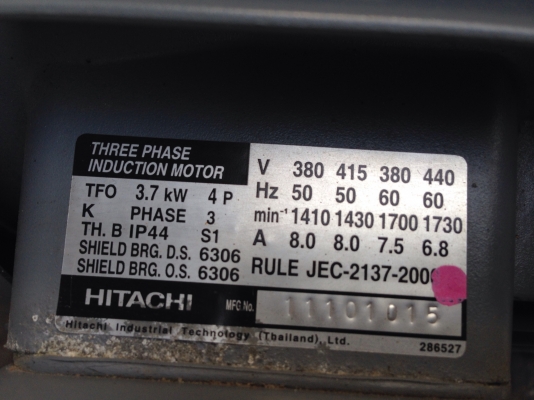 THREE PHASE
INDUCTION MOTOR
TFO 3.7 kW 4 P
K PHASE 3
TH. B IP44 S1
SHIELD BRG. D.S. 6306
SHIELD BRG. O.S. 6306
V 380 415 380 440
Hz 50 50 60 60
min⁻¹ 1410 1430 1700 1730
A 8.0 8.0 7.5 6.8
RULE JEC-2137-200
HITACHI MFG No. 11101015
Hitachi Industrial Technology (Thailand), Ltd.
286527